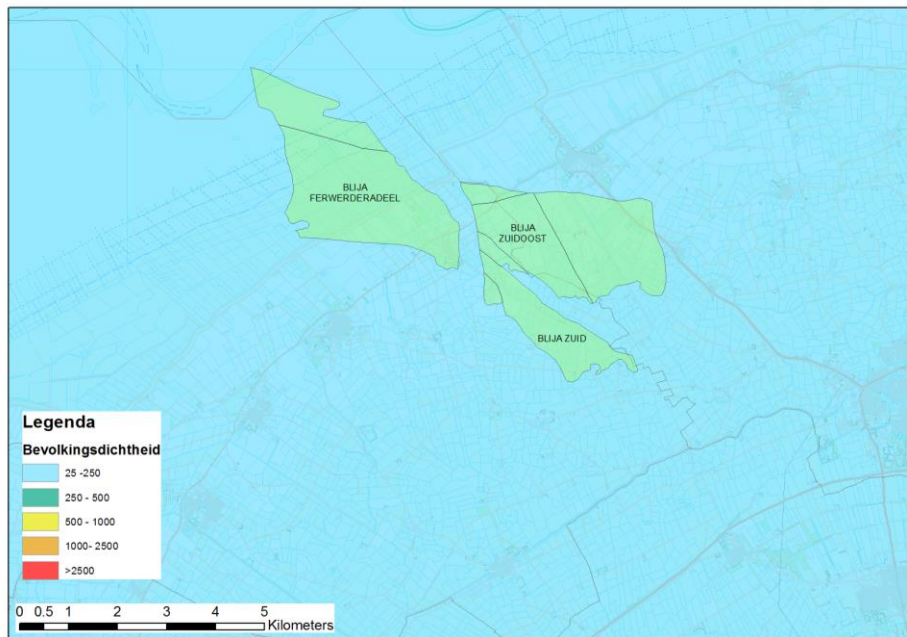 BLIJA
FERWERDERADEEL
BLIJA
ZUIDOOST
BLIJA ZUID
Legenda
Bevolkingsdichtheid
25 -250
250 - 500
500 - 1000
1000- 2500
>2500
0 0.5 1 2 3 4 5
Kilometers